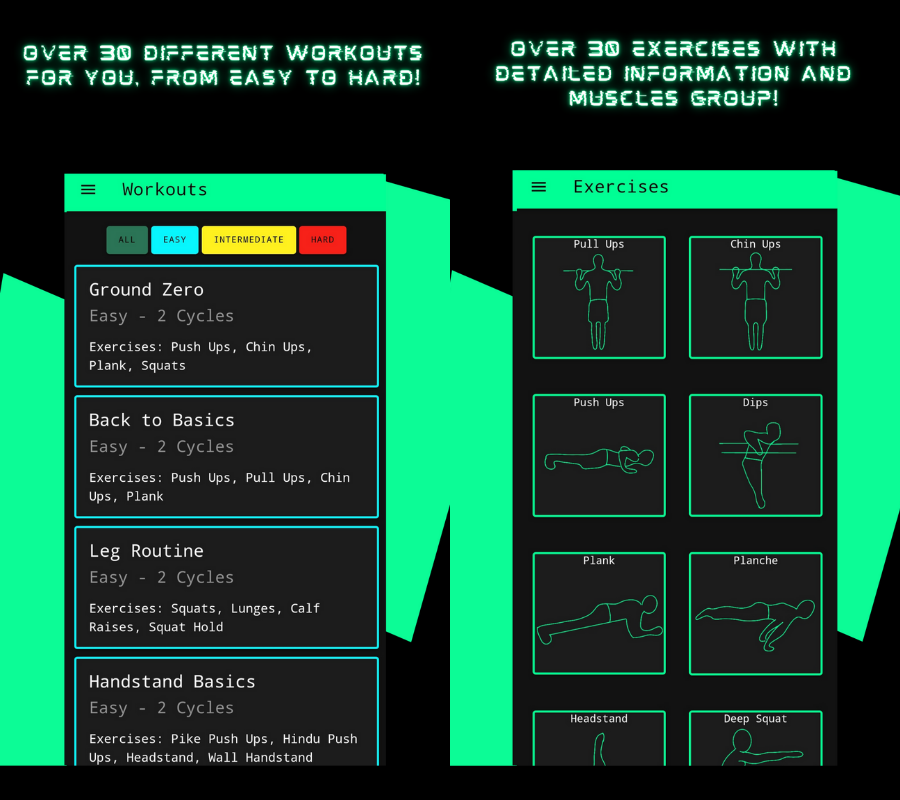 OVER 30 DIFFERENT WORKOUTS
FOR YOU, FROM EASY TO HARD!
Workouts
ALL
EASY
INTERMEDIATE
HARD
Ground Zero
Easy - 2 Cycles
Exercises: Push Ups, Chin Ups,
Plank, Squats
Back to Basics
Easy - 2 Cycles
Exercises: Push Ups, Pull Ups, Chin
Ups, Plank
Leg Routine
Easy - 2 Cycles
Exercises: Squats, Lunges, Calf
Raises, Squat Hold
Handstand Basics
Easy - 2 Cycles
Exercises: Pike Push Ups, Hindu Push
Ups, Headstand, Wall Handstand
OVER 30 EXERCISES WITH
DETAILED INFORMATION AND
MUSCLES GROUP!
Exercises
Pull Ups
Chin Ups
Push Ups
Dips
Plank
Planche
Headstand
Deep Squat